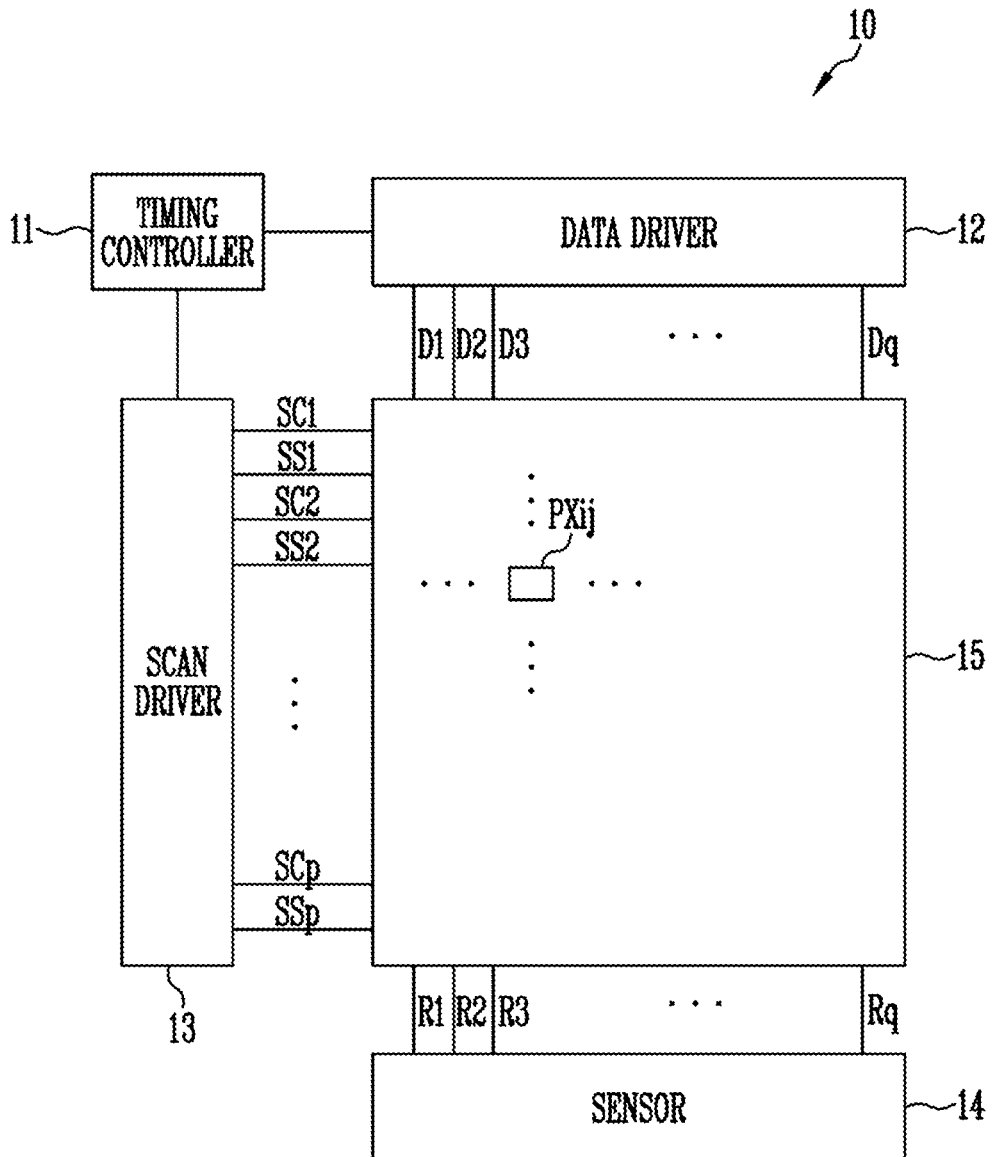 10
TIMING
CONTROLLER
11
DATA DRIVER
12
D1 D2 D3 . . . Dq
SC1
SS1
SC2
SS2
PXij
SCAN
DRIVER
15
SCp
SSp
13
R1 R2 R3 . . . Rq
SENSOR
14